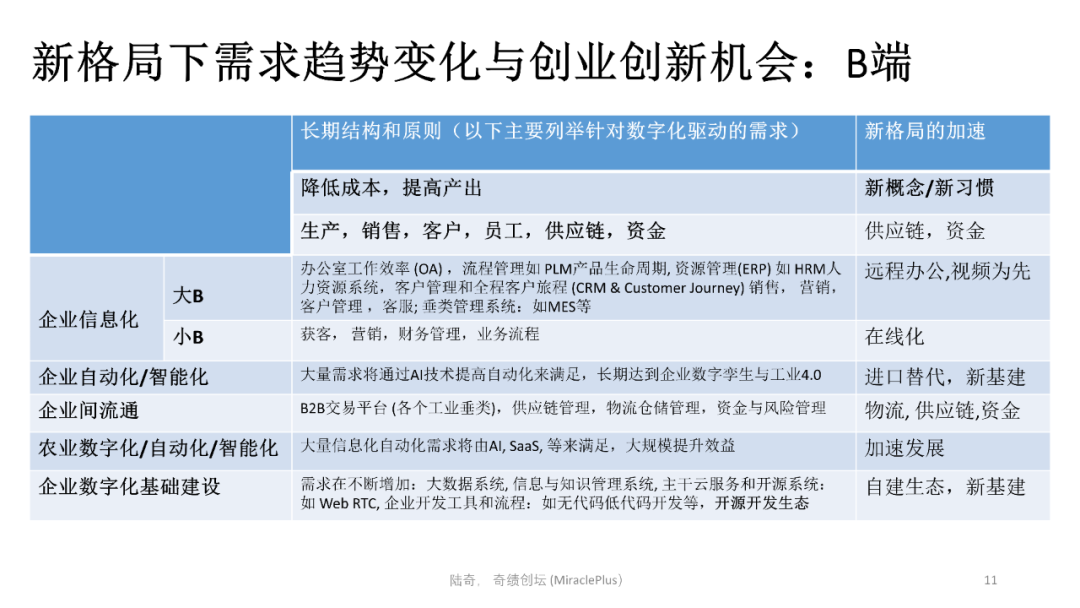 新格局下需求趋势变化与创业创新机会：B端
长期结构和原则（以下主要列举针对数字化驱动的需求）
新格局的加速
降低成本，提高产出
新概念/新习惯
生产，销售，客户，员工，供应链，资金
供应链，资金
企业信息化
大B
办公室工作效率 (OA) ，流程管理如 PLM产品生命周期, 资源管理(ERP) 如 HRM人
力资源系统，客户管理和全程客户旅程 (CRM & Customer Journey) 销售， 营销，
客户管理 ，客服; 垂类管理系统：如MES等
远程办公,视频为先
小B
获客， 营销，财务管理，业务流程
在线化
企业自动化/智能化
大量需求将通过AI技术提高自动化来满足，长期达到企业数字孪生与工业4.0
进口替代，新基建
企业间流通
B2B交易平台 (各个工业垂类)，供应链管理，物流仓储管理，资金与风险管理
物流, 供应链,资金
农业数字化/自动化/智能化
大量信息化自动化需求将由AI, SaaS, 等来满足，大规模提升效益
加速发展
企业数字化基础建设
需求在不断增加：大数据系统, 信息与知识管理系统, 主干云服务和开源系统：
如 Web RTC, 企业开发工具和流程：如无代码低代码开发等，开源开发生态
自建生态，新基建
陆奇， 奇绩创坛 (MiraclePlus)
11